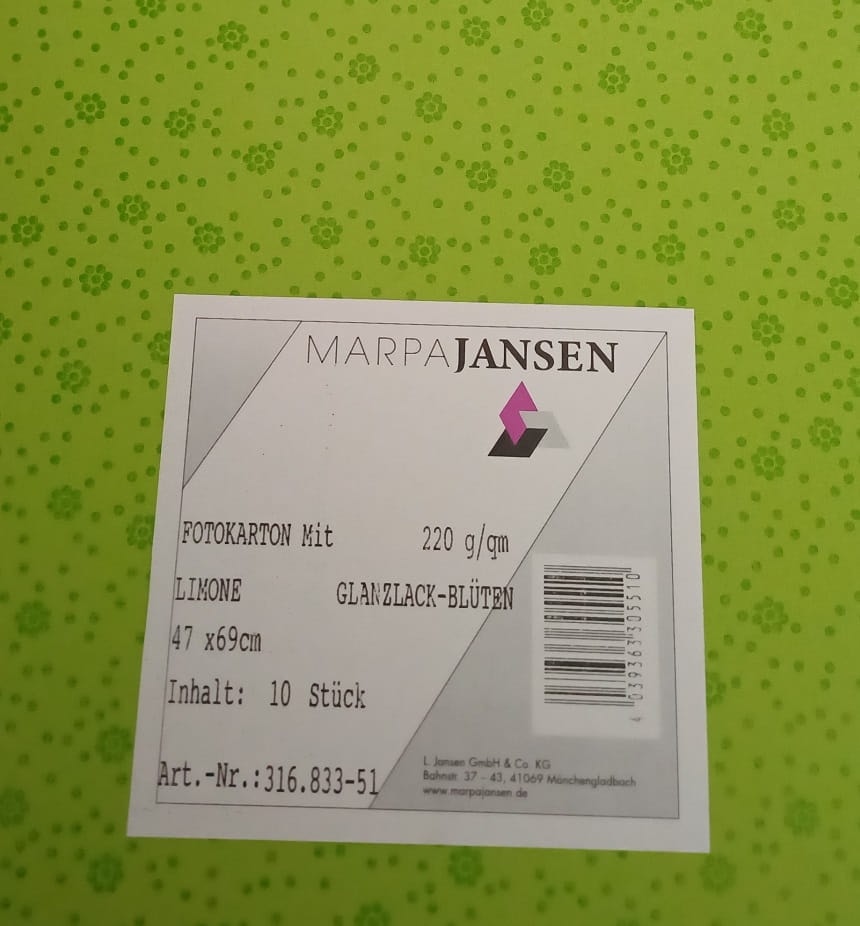 MARPAJANSEN
FOTOKARTON Mit 220 g/qm
LIMONE GLANZLACK-BLÜTEN
47 x69cm
Inhalt: 10 Stück
Art.-Nr.:316.833-51
4 039363 305510
L. Jansen GmbH & Co. KG
Bahnstr. 37 - 43, 41069 Mönchengladbach
www.marpajansen.de